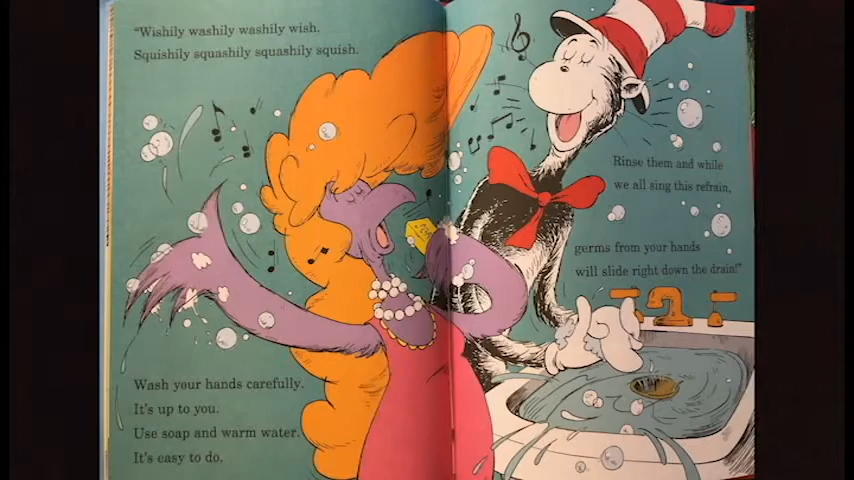 "Wishily washily washily wish.
Squishily squashily squashily squish.
Wash your hands carefully.
It's up to you.
Use soap and warm water.
It's easy to do.
Rinse them and while
we all sing this refrain,
germs from your hands
will slide right down the drain!"